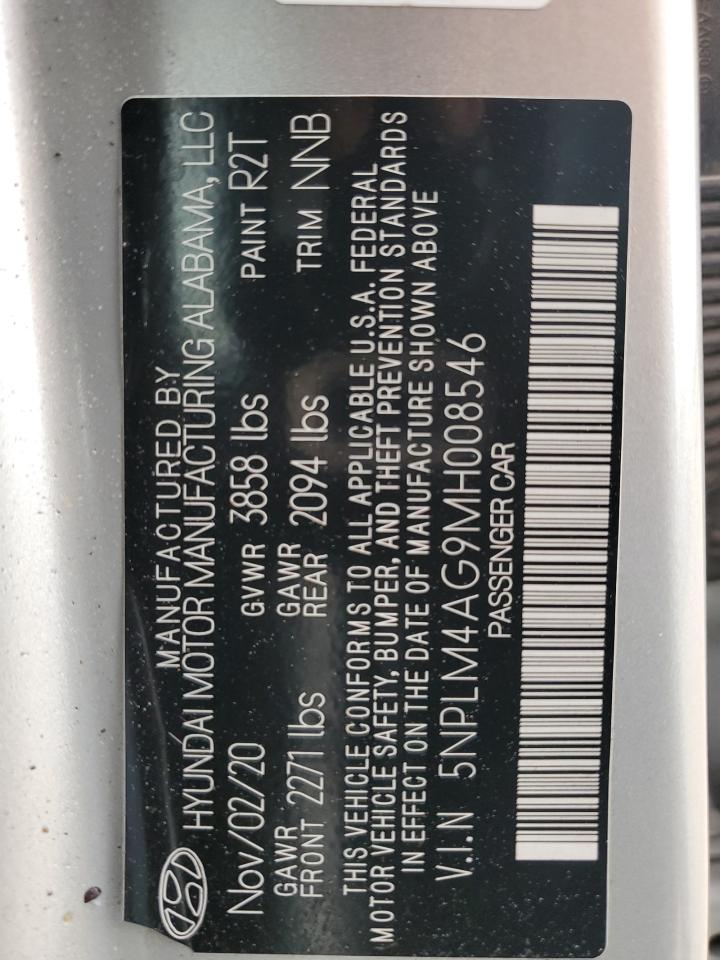 MANUFACTURED BY
HYUNDAI MOTOR MANUFACTURING ALABAMA, LLC
Nov/02/20 GVWR 3858 lbs PAINT R2T
GAWR FRONT 2271 lbs GAWR REAR 2094 lbs TRIM NNB
THIS VEHICLE CONFORMS TO ALL APPLICABLE U.S.A. FEDERAL
MOTOR VEHICLE SAFETY, BUMPER, AND THEFT PREVENTION STANDARDS
IN EFFECT ON THE DATE OF MANUFACTURE SHOWN ABOVE
V.I.N 5NPLM4AG9MH008546
PASSENGER CAR